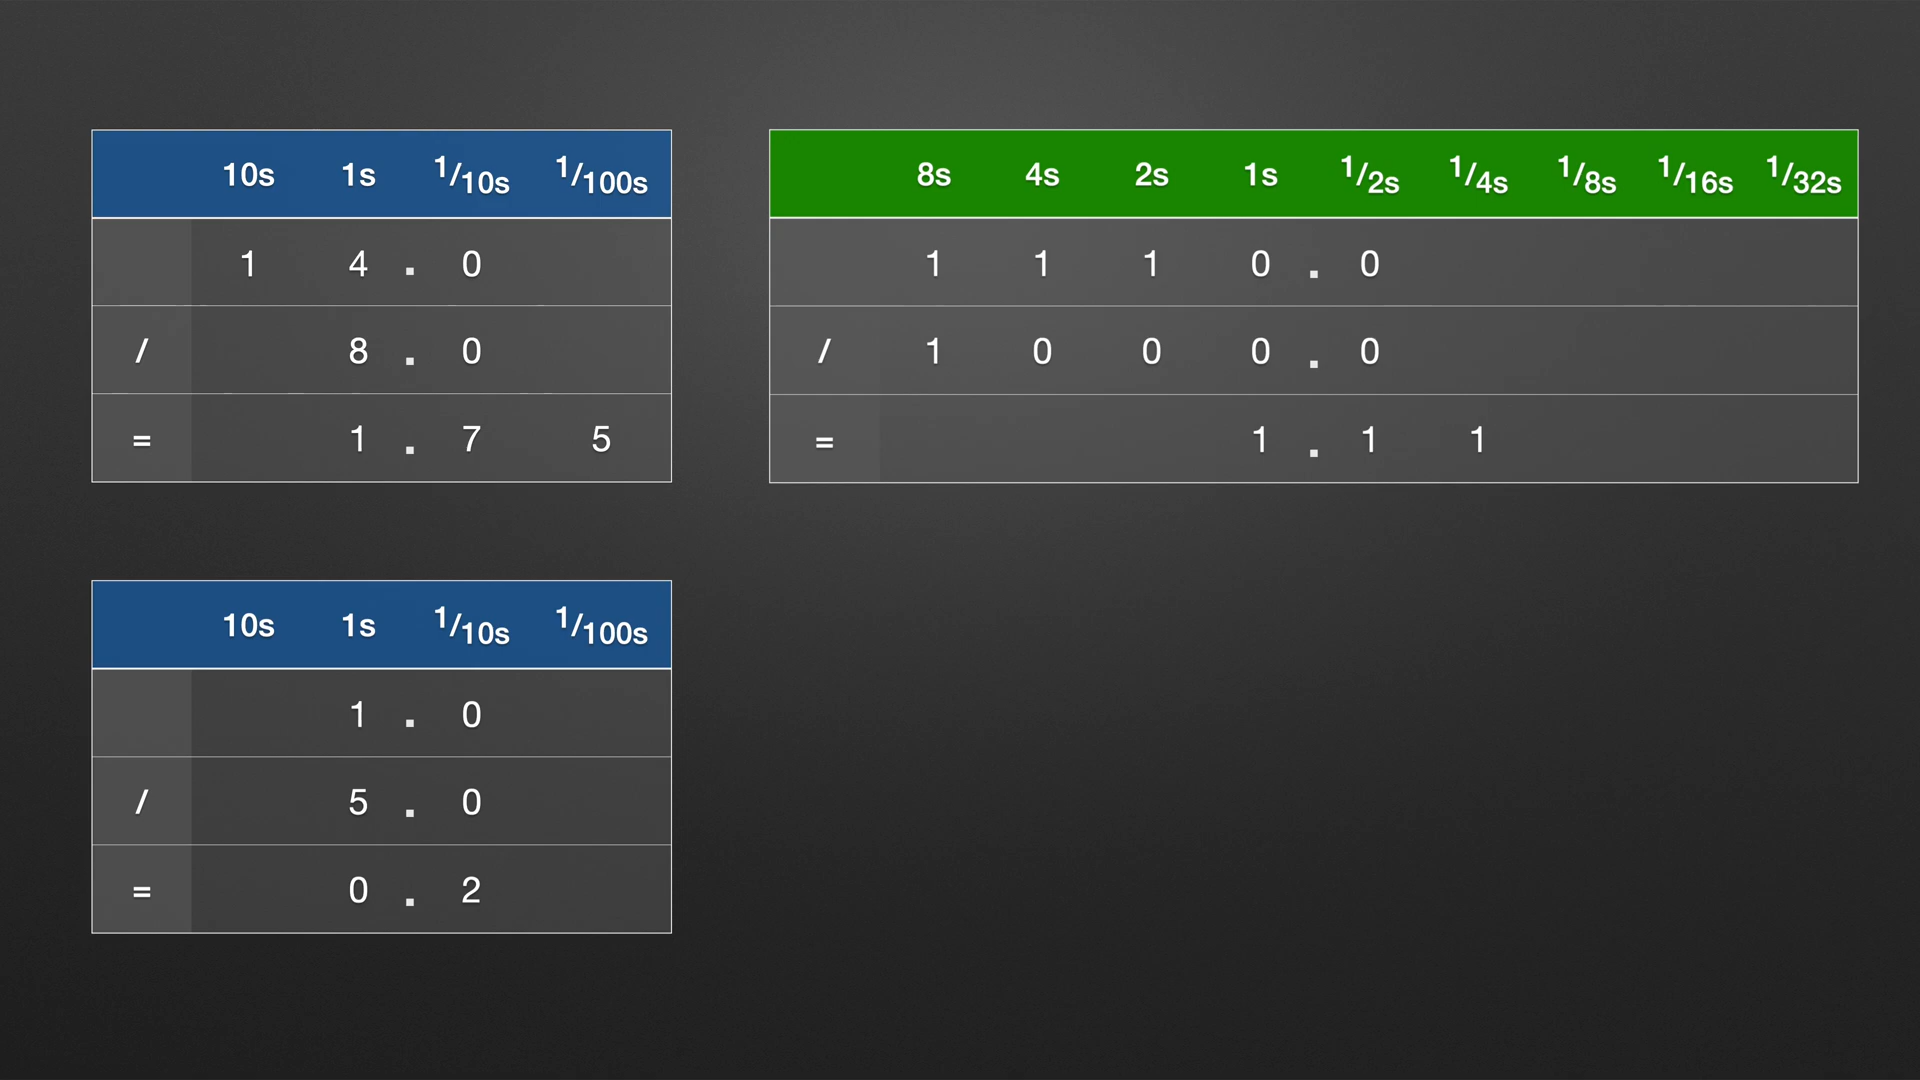 10s 1s 1/10s 1/100s
1 4 . 0
/ 8 . 0
= 1 . 7 5
8s 4s 2s 1s 1/2s 1/4s 1/8s 1/16s 1/32s
1 1 1 0 . 0
/ 1 0 0 0 . 0
= 1 . 1 1
10s 1s 1/10s 1/100s
1 . 0
/ 5 . 0
= 0 . 2